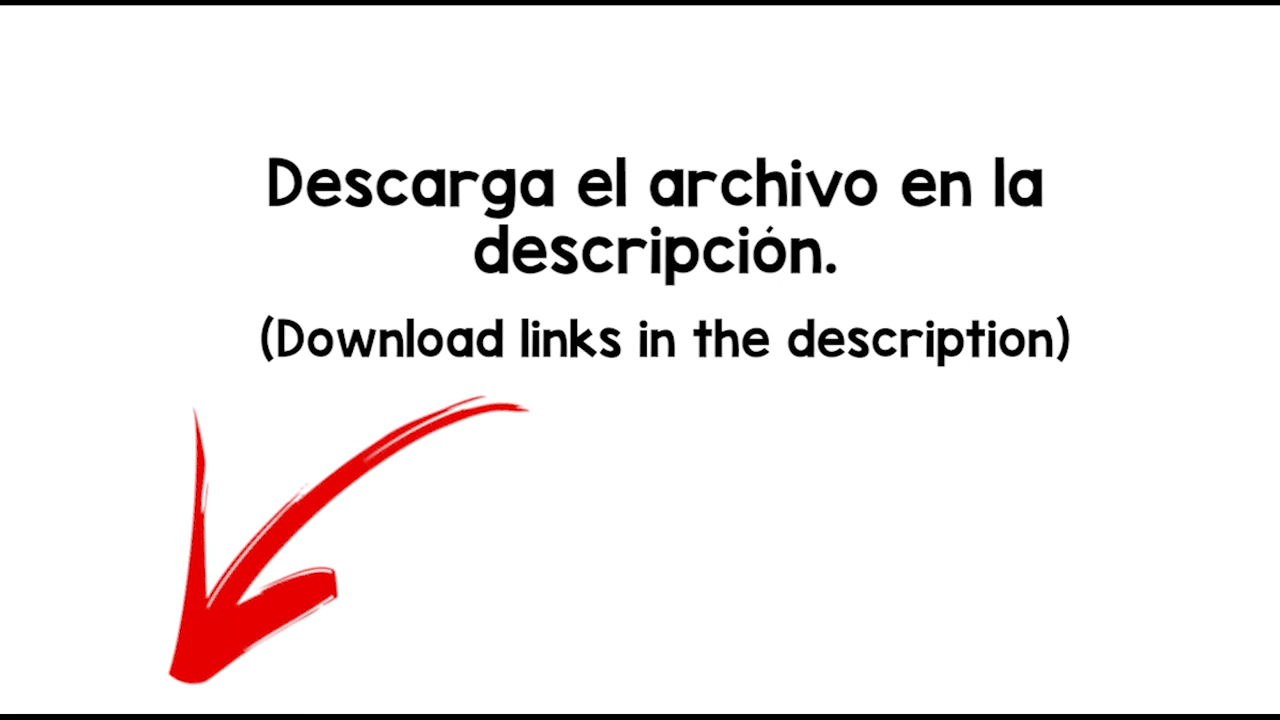 Descarga el archivo en la
descripción.
(Download links in the description)